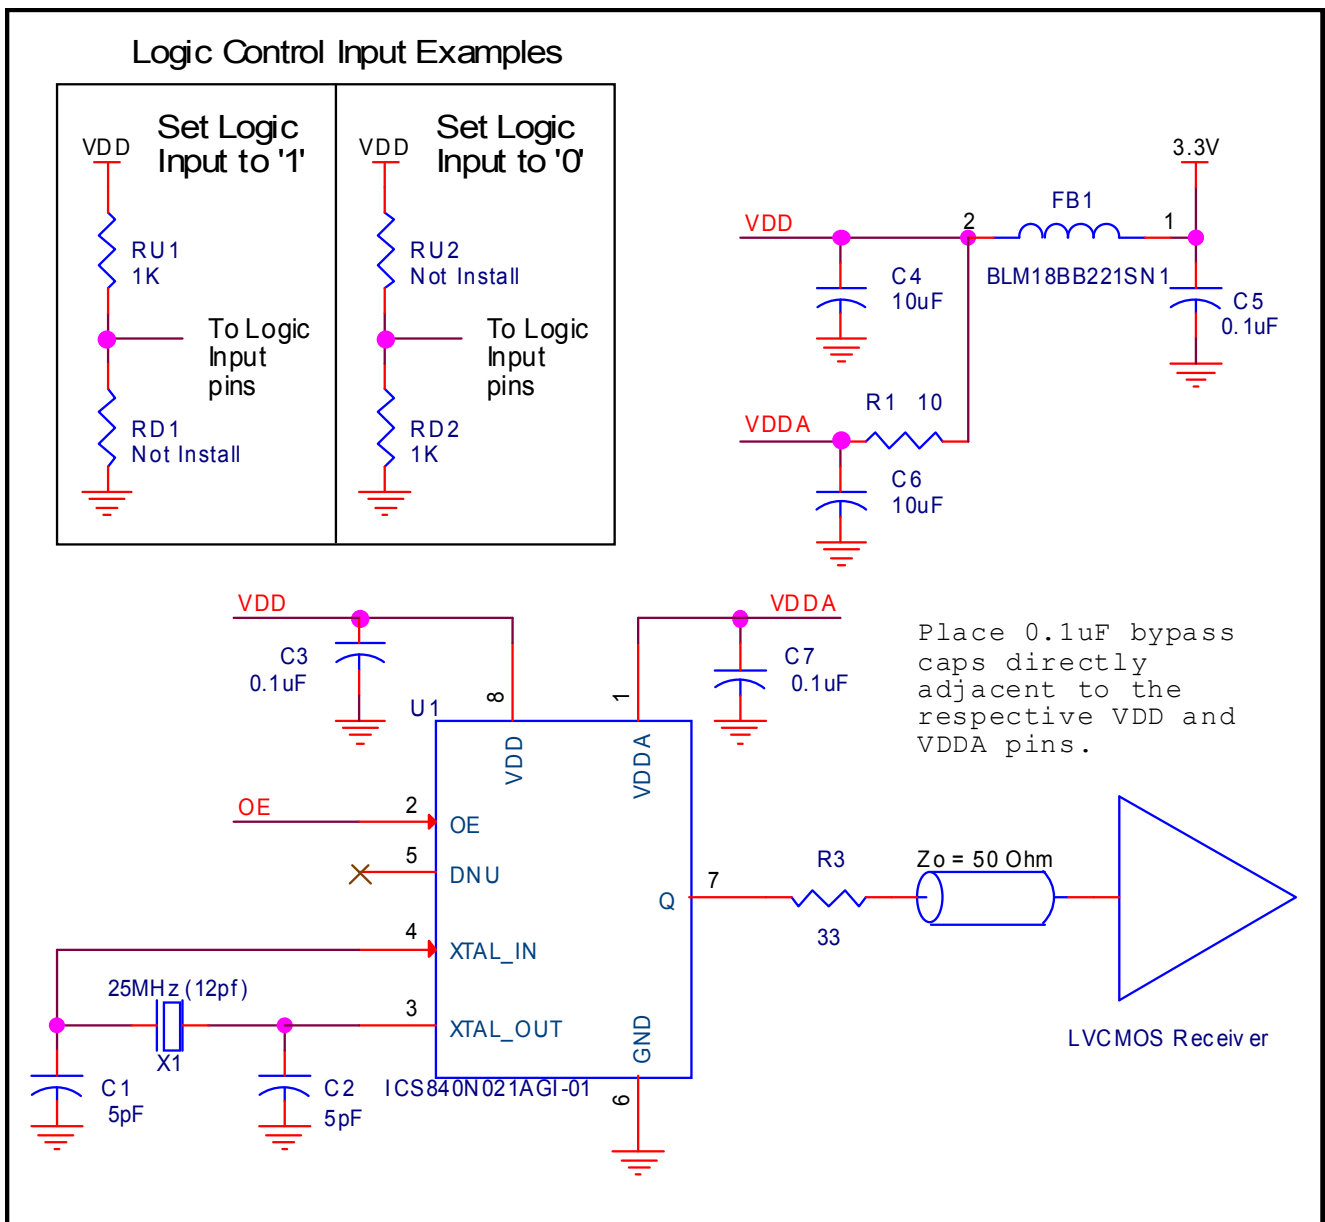 Logic Control Input Examples
Set Logic
Input to '1'
VDD
RU1
1K
To Logic
Input
pins
RD1
Not Install
Set Logic
Input to '0'
VDD
RU2
Not Install
To Logic
Input
pins
RD2
1K
3.3V
VDD
2
FB1
1
BLM18BB221SN1
C4
10uF
C5
0.1uF
VDDA
R1 10
C6
10uF
VDD
C3
0.1uF
VDDA
C7
0.1uF
Place 0.1uF bypass
caps directly
adjacent to the
respective VDD and
VDDA pins.
U1
8
VDD
1
VDDA
OE
2
OE
5
DNU
4
XTAL_IN
25MHz (12pf)
X1
3
XTAL_OUT
C1
5pF
C2
5pF
ICS840N021AGI-01
GND
6
Q
7
R3
33
Zo = 50 Ohm
LVCMOS Receiver